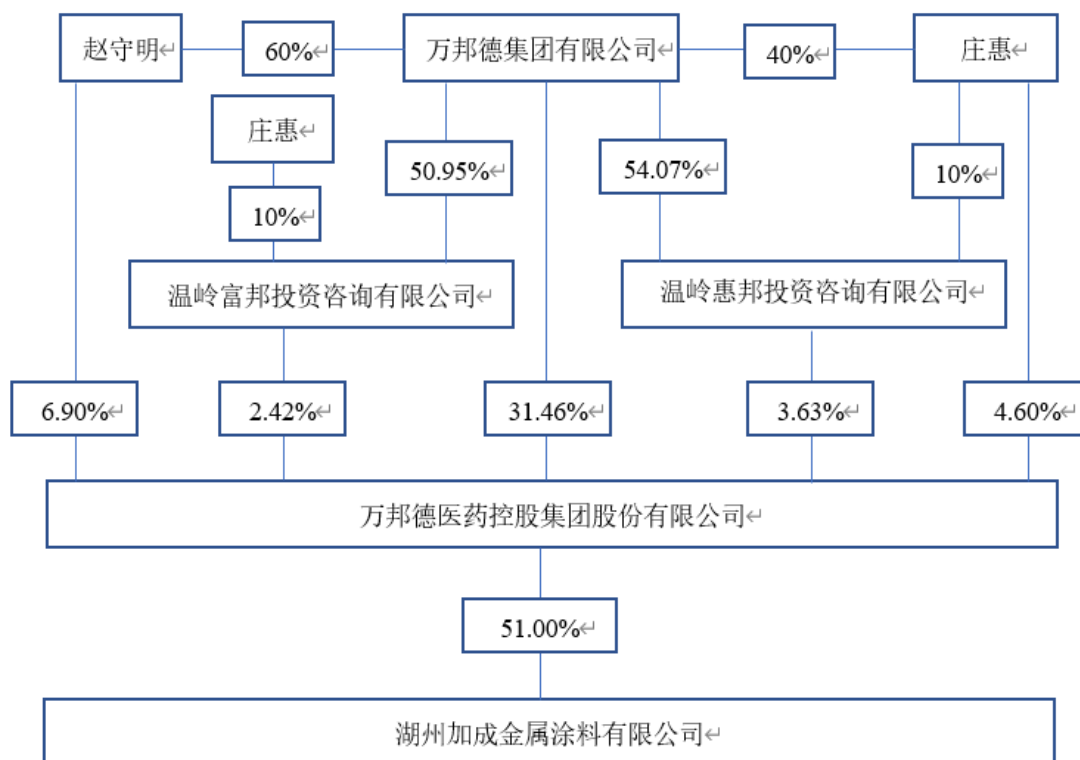 赵守明↵
60%↵
万邦德集团有限公司↵
40%↵
庄惠↵
庄惠↵
50.95%↵
54.07%↵
10%↵
10%↵
温岭富邦投资咨询有限公司↵
温岭惠邦投资咨询有限公司↵
6.90%↵
2.42%↵
31.46%↵
3.63%↵
4.60%↵
万邦德医药控股集团股份有限公司↵
51.00%↵
湖州加成金属涂料有限公司↵